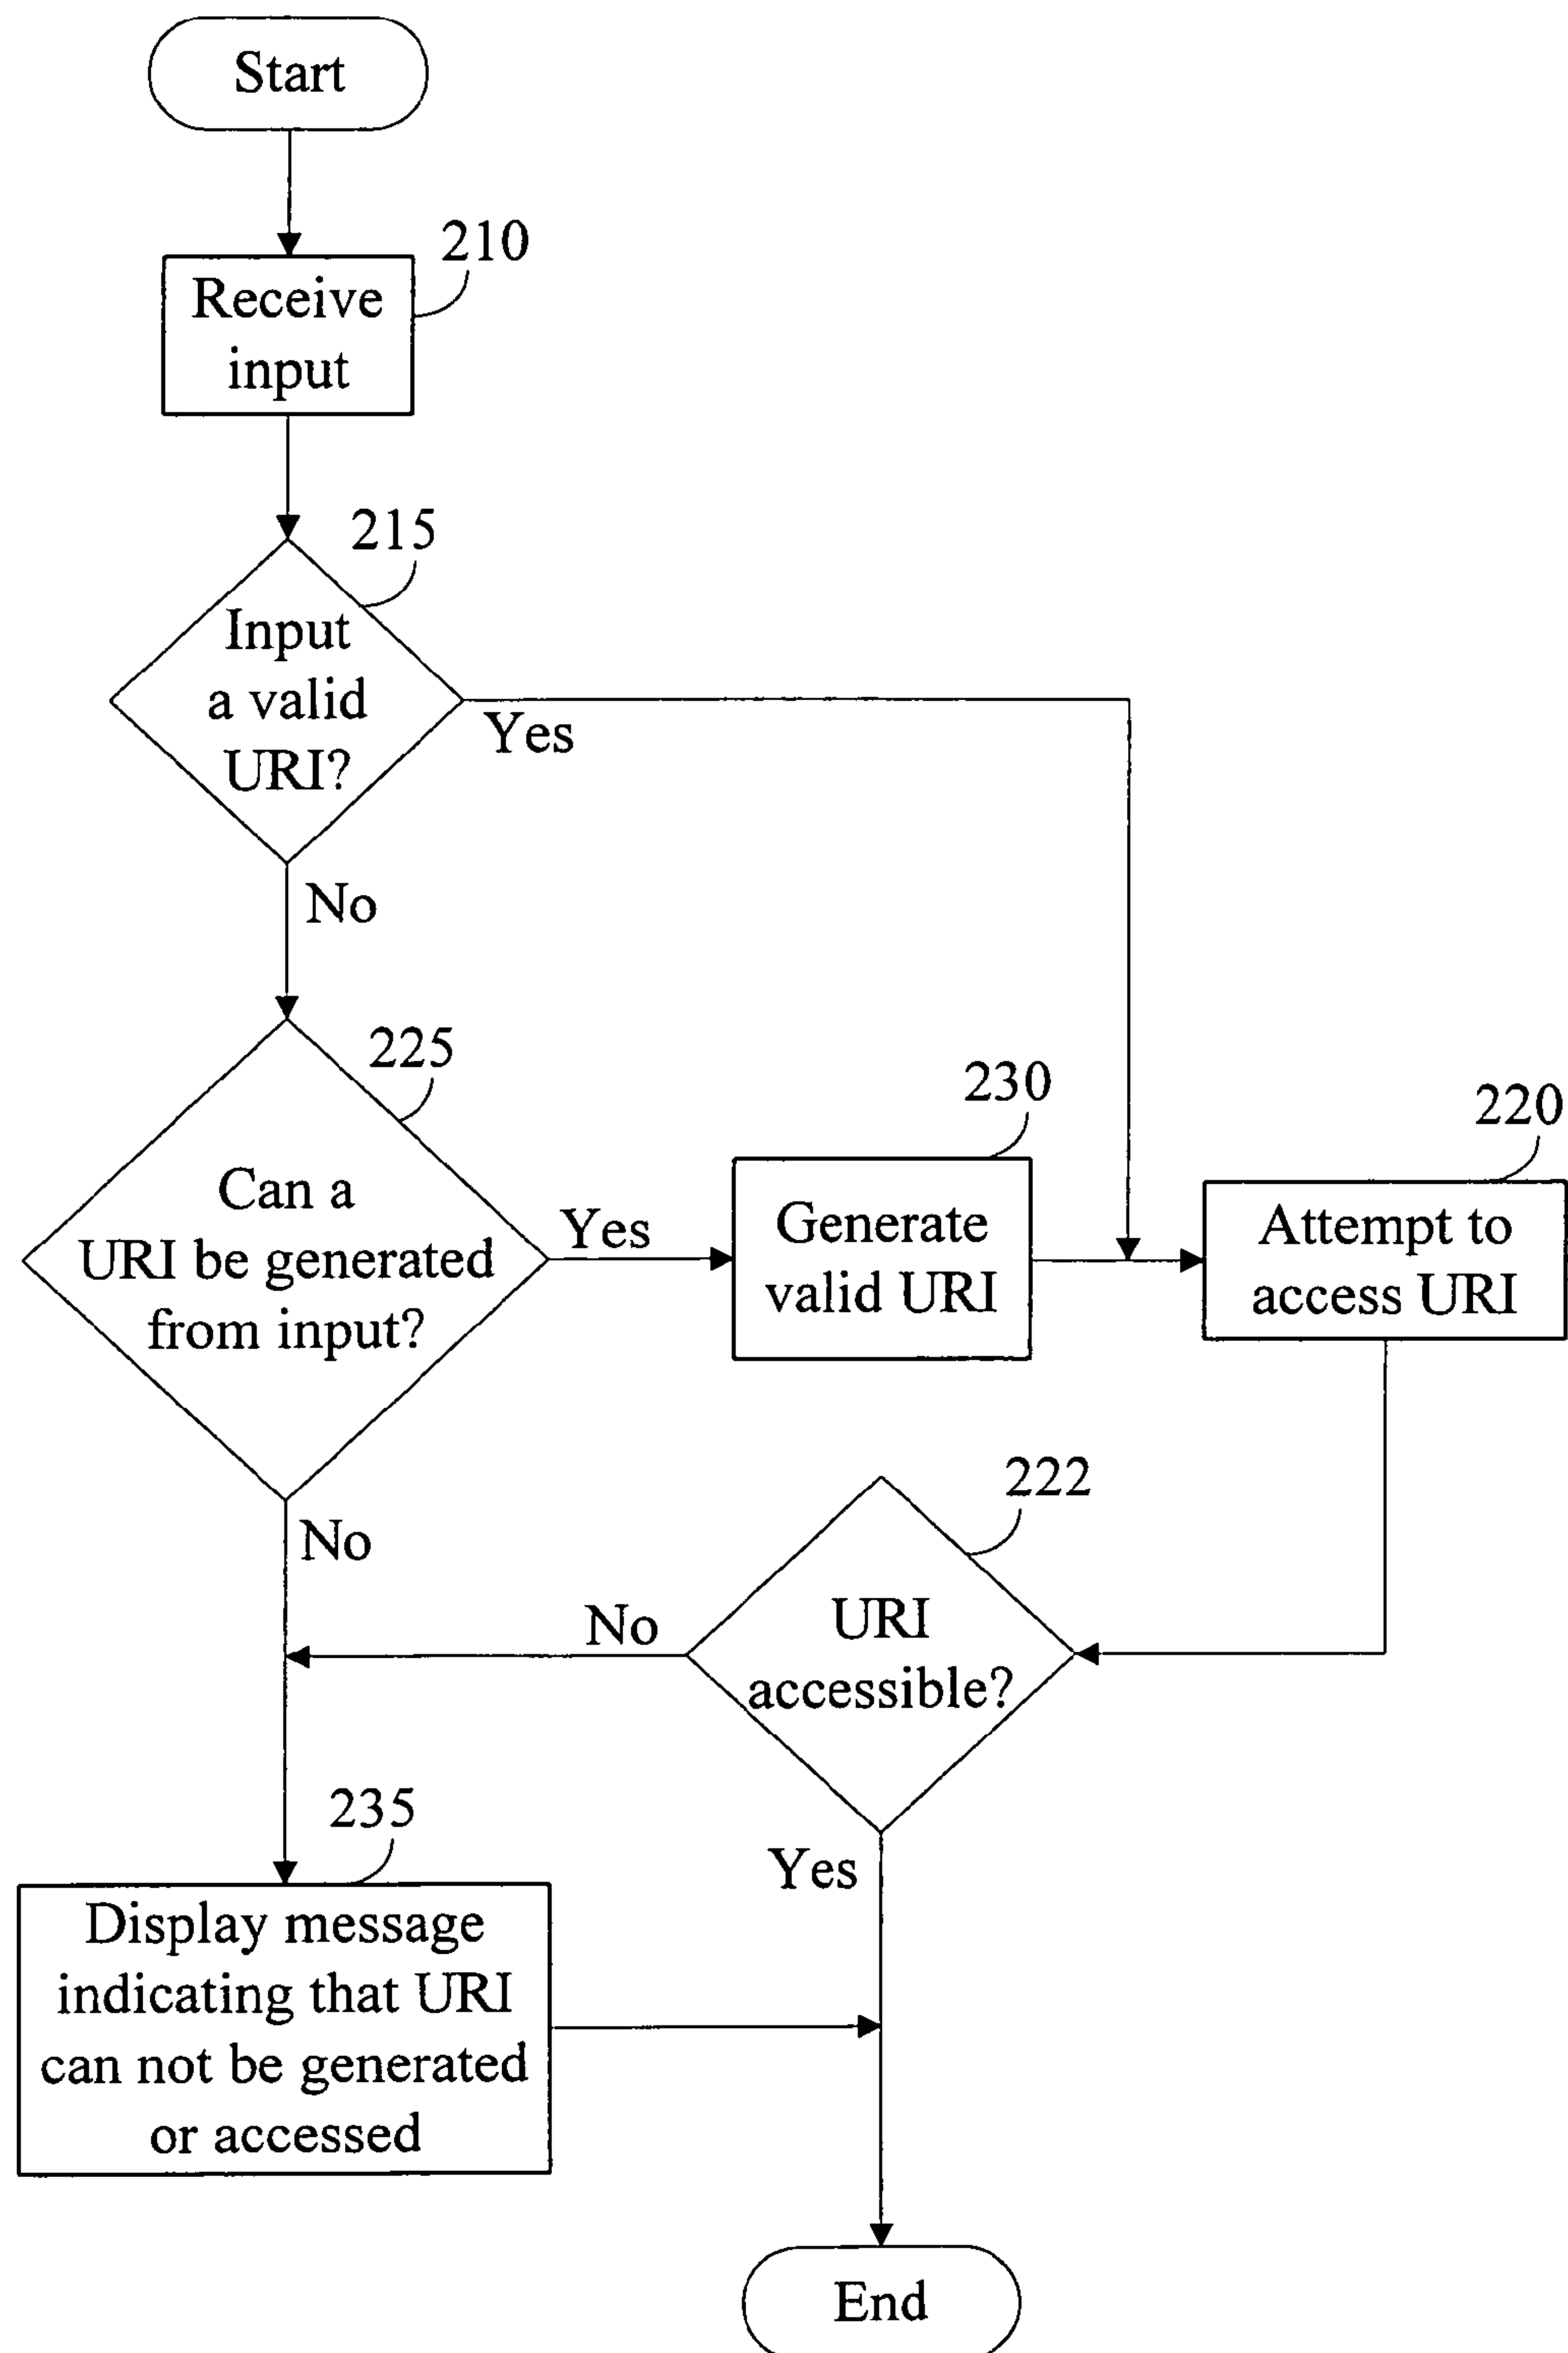 Start
210
Receive
input
215
Input
a valid
URI?
Yes
No
225
Can a
URI be generated
from input?
Yes
230
Generate
valid URI
220
Attempt to
access URI
No
222
URI
accessible?
No
Yes
235
Display message
indicating that URI
can not be generated
or accessed
End